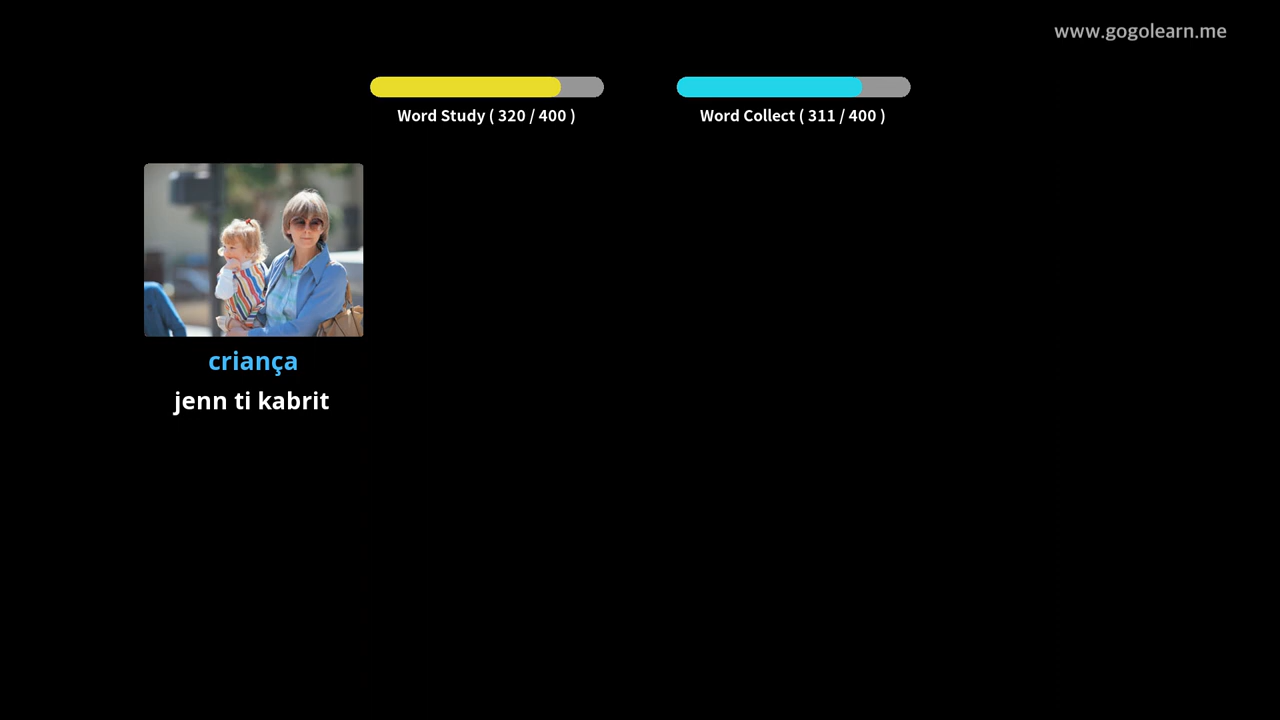 www.gogolearn.me
Word Study ( 320 / 400 )
Word Collect ( 311 / 400 )
criança
jenn ti kabrit